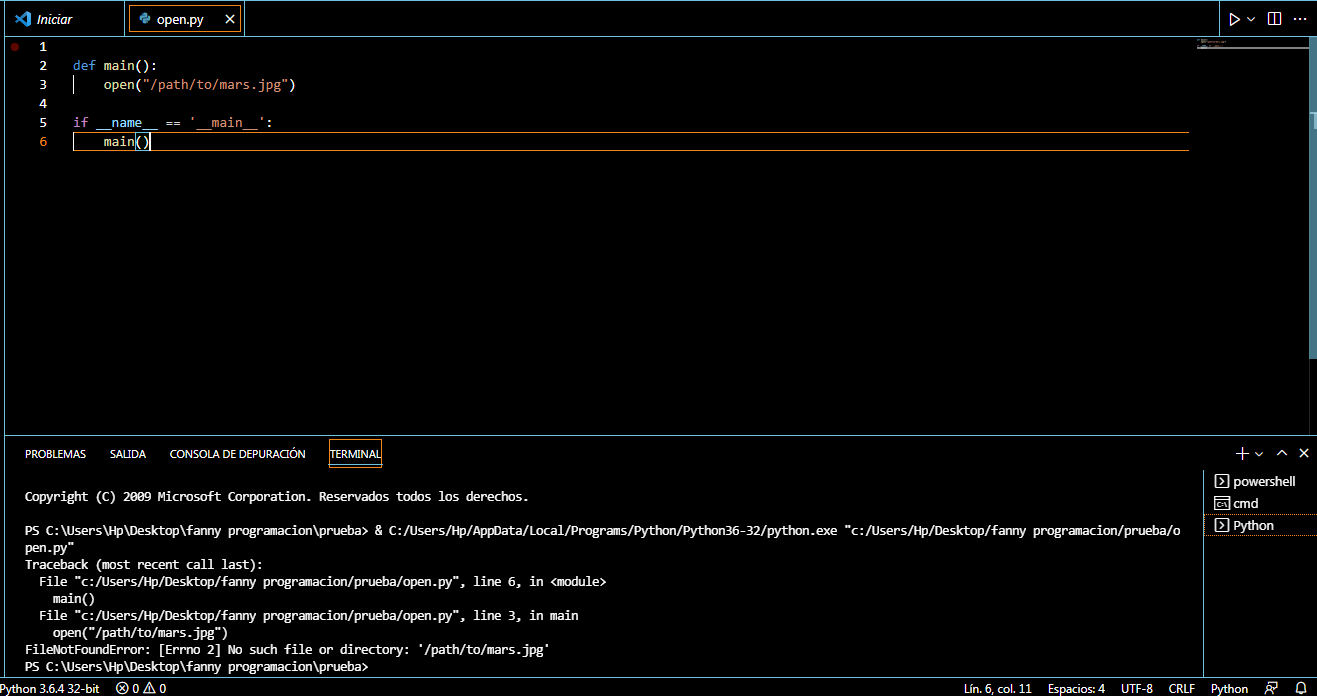 Iniciar
open.py
1
2 def main():
3 open("/path/to/mars.jpg")
4
5 if __name__ == '__main__':
6 main()
PROBLEMAS SALIDA CONSOLA DE DEPURACIÓN TERMINAL
Copyright (C) 2009 Microsoft Corporation. Reservados todos los derechos.
PS C:\Users\Hp\Desktop\fanny programacion\prueba> & C:/Users/Hp/AppData/Local/Programs/Python/Python36-32/python.exe "c:/Users/Hp/Desktop/fanny programacion/prueba/o
pen.py"
Traceback (most recent call last):
File "c:/Users/Hp/Desktop/fanny programacion/prueba/open.py", line 6, in <module>
main()
File "c:/Users/Hp/Desktop/fanny programacion/prueba/open.py", line 3, in main
open("/path/to/mars.jpg")
FileNotFoundError: [Errno 2] No such file or directory: '/path/to/mars.jpg'
PS C:\Users\Hp\Desktop\fanny programacion\prueba>
powershell
cmd
Python
Python 3.6.4 32-bit 0 0 Lín. 6, col. 11 Espacios: 4 UTF-8 CRLF Python